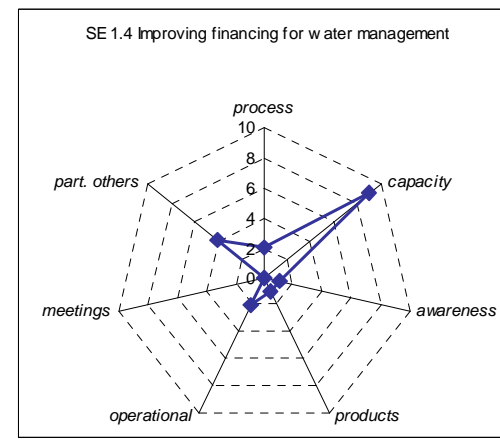 SE 1.4 Improving financing for water management
process
10
8
6
4
2
0
capacity
part. others
meetings
awareness
operational
products